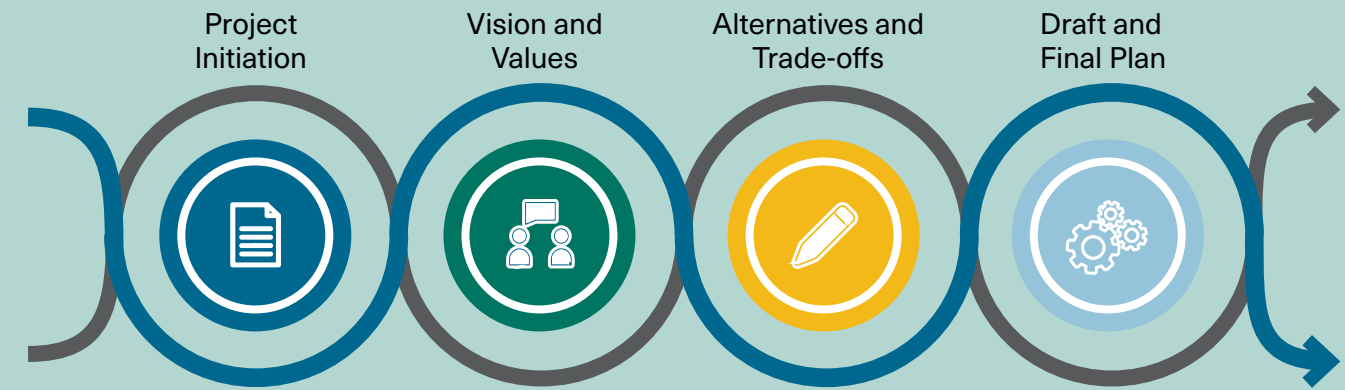 Project
Initiation
Vision and
Values
Alternatives and
Trade-offs
Draft and
Final Plan